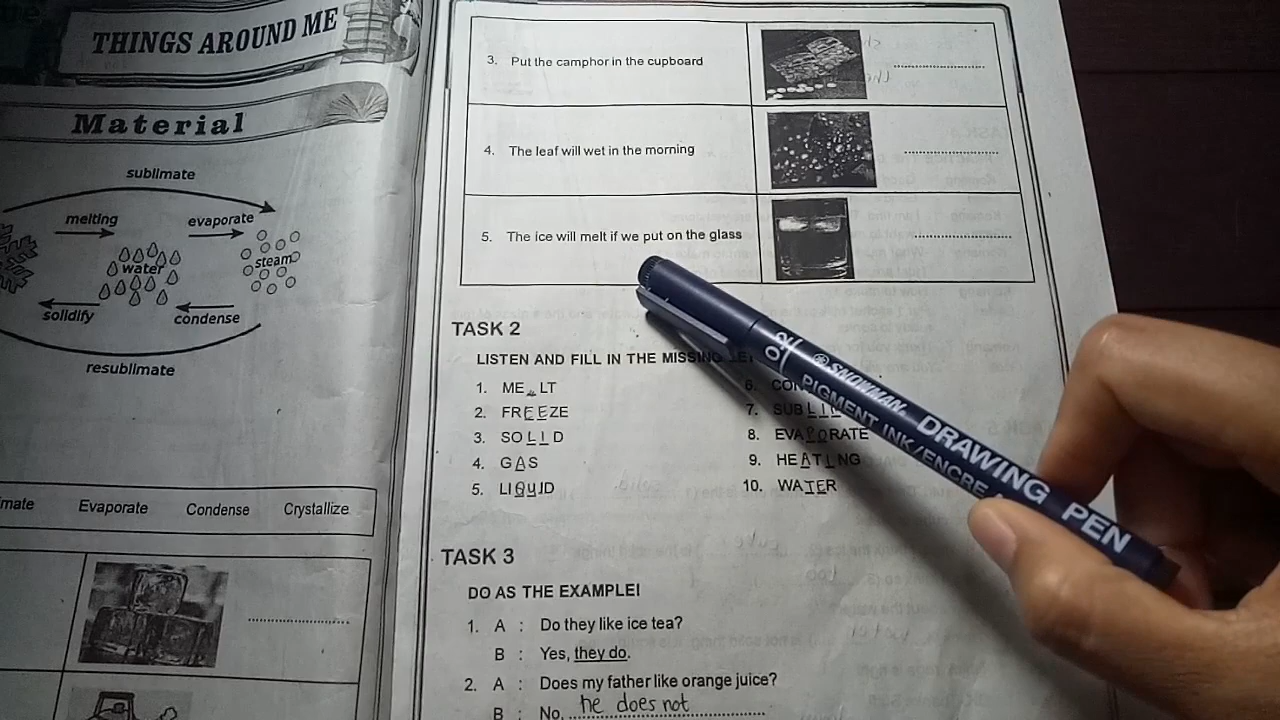 THINGS AROUND ME
Material
sublimate
melting
evaporate
water
steam
solidify
condense
resublimate
Evaporate Condense Crystallize
3. Put the camphor in the cupboard ....................
4. The leaf will wet in the morning ....................
5. The ice will melt if we put on the glass ....................
TASK 2
LISTEN AND FILL IN THE MISSING
1. ME_LT
2. FREEZE
3. SOLID
4. GAS
5. LIQUID
6.
7.
8. EVAPORATE
9. HEATING
10. WATER
TASK 3
DO AS THE EXAMPLE!
1. A : Do they like ice tea?
B : Yes, they do.
2. A : Does my father like orange juice?
B : No, he does not
SNOWMAN
DRAWING PEN
PIGMENT INK/ENCRE